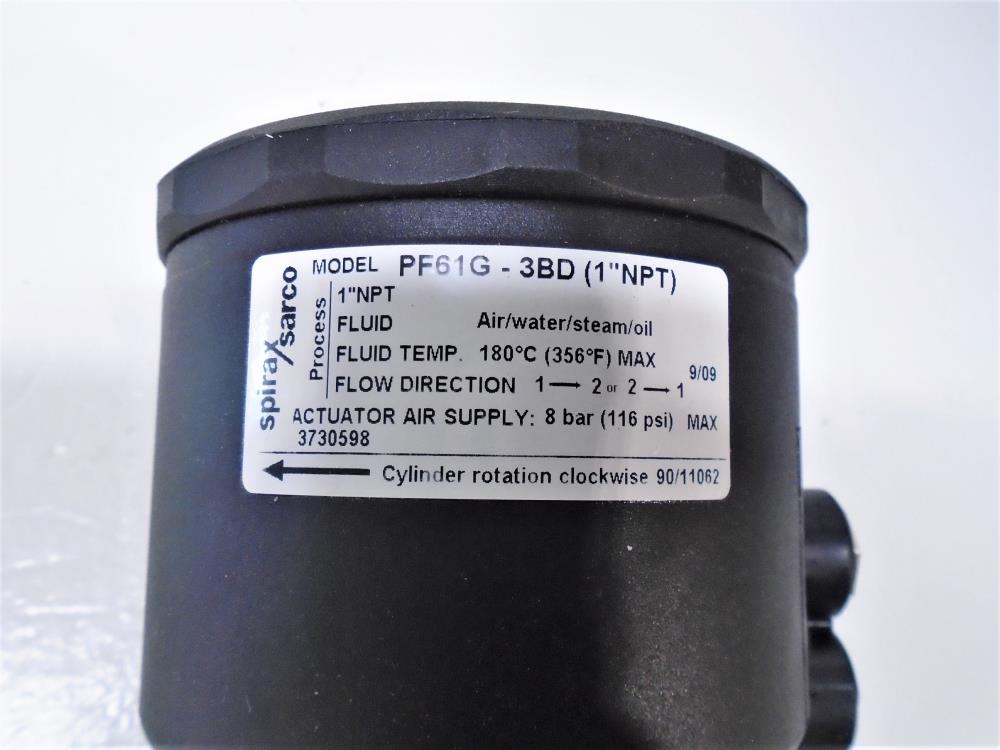 spirax
sarco
MODEL PF61G - 3BD (1"NPT)
Process
1"NPT
FLUID Air/water/steam/oil
FLUID TEMP. 180°C (356°F) MAX
9/09
FLOW DIRECTION 1 → 2 or 2 → 1
ACTUATOR AIR SUPPLY: 8 bar (116 psi) MAX
3730598
← Cylinder rotation clockwise 90/11062